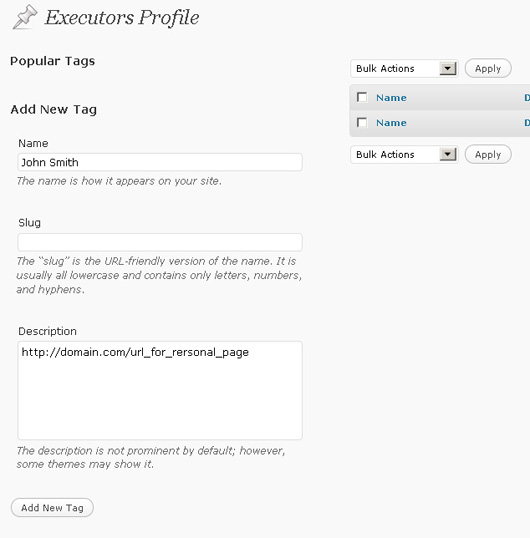 Executors Profile
Popular Tags
Add New Tag
Name
John Smith
The name is how it appears on your site.
Slug
The “slug” is the URL-friendly version of the name. It is
usually all lowercase and contains only letters, numbers,
and hyphens.
Description
http://domain.com/url_for_rersonal_page
The description is not prominent by default; however,
some themes may show it.
Add New Tag
Bulk Actions
Apply
Name
D
Name
D
Bulk Actions
Apply